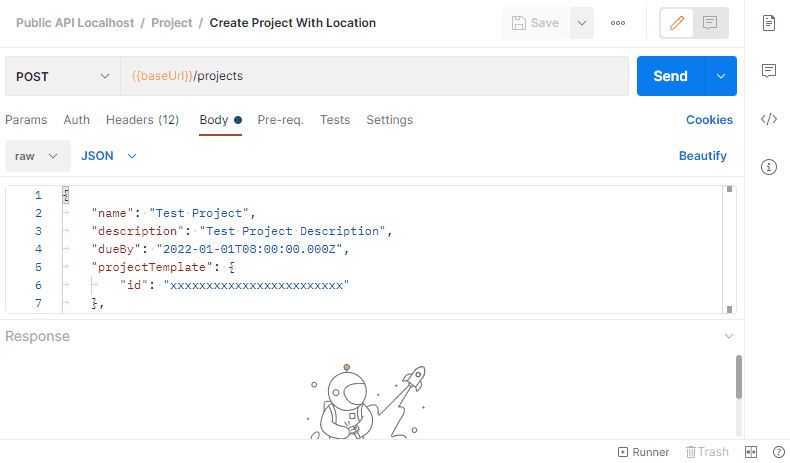 Public API Localhost / Project / Create Project With Location
Save
POST
{{baseUrl}}/projects
Send
Params Auth Headers (12) Body Pre-req. Tests Settings Cookies
raw JSON Beautify
1 {
2 "name": "Test Project",
3 "description": "Test Project Description",
4 "dueBy": "2022-01-01T08:00:00.000Z",
5 "projectTemplate": {
6 "id": "xxxxxxxxxxxxxxxxxxxxxxxx"
7 },
Response
Runner Trash